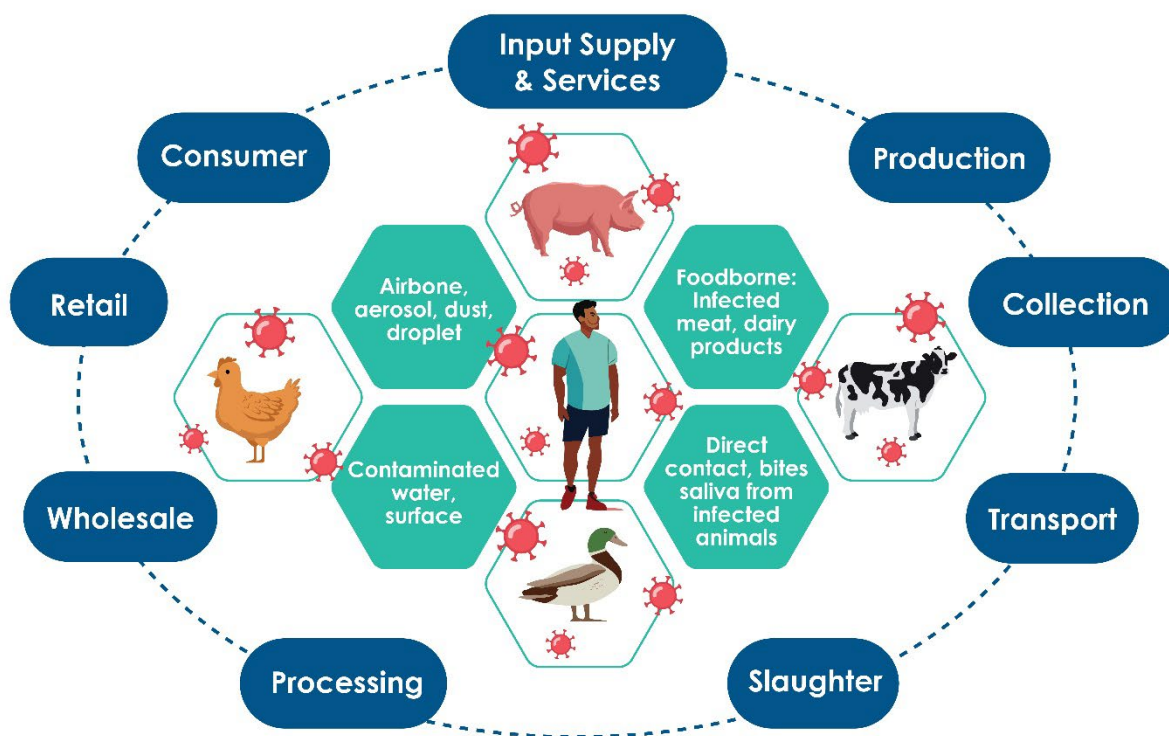 Input Supply
& Services
Consumer
Production
Airbone,
aerosol, dust,
droplet
Foodborne:
Infected
meat, dairy
products
Retail
Collection
Contaminated
water,
surface
Direct
contact, bites
saliva from
infected
animals
Wholesale
Transport
Processing
Slaughter